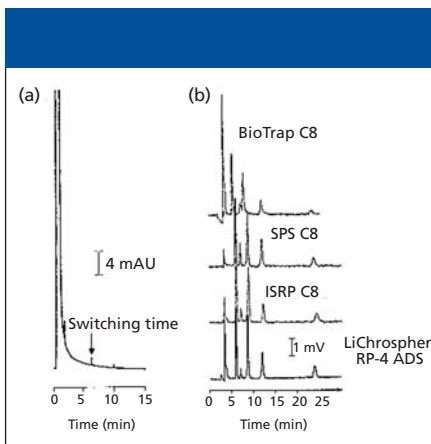 (a)
(b)
BioTrap C8
SPS C8
4 mAU
Switching time
ISRP C8
1 mV
LiChrospher
RP-4 ADS
0 5 10 15
0 5 10 15 20 25
Time (min)
Time (min)